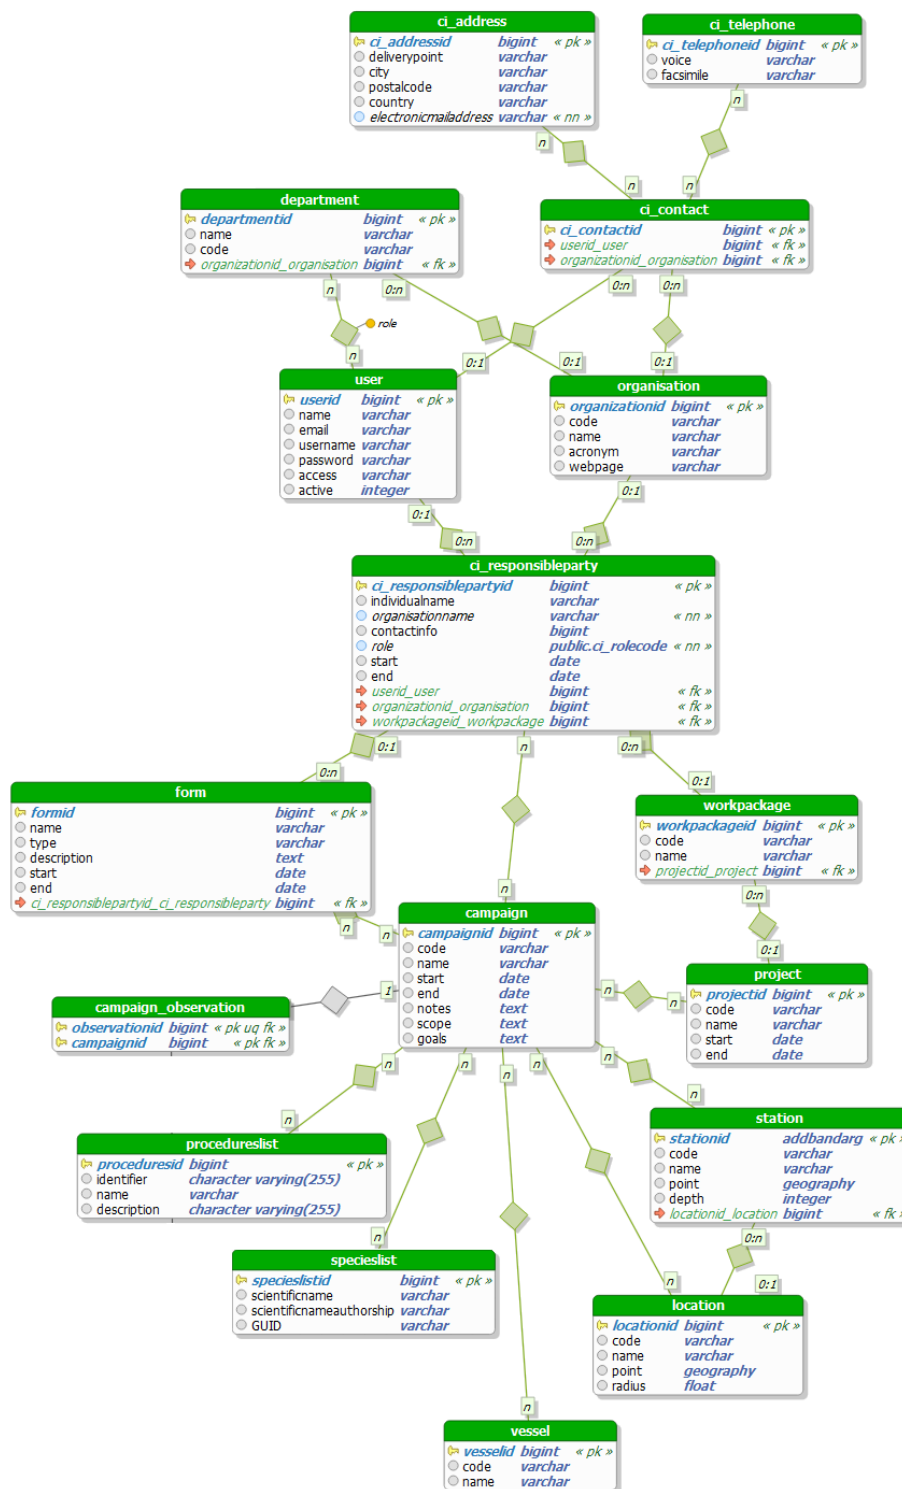 ci_address
ci_addressid bigint « pk »
deliverypoint varchar
city varchar
postalcode varchar
country varchar
electronicmailaddress varchar « nn »
ci_telephone
ci_telephoneid bigint « pk »
voice varchar
facsimile varchar
n
n
n
n
department
departmentid bigint « pk »
name varchar
code varchar
organizationid_organisation bigint « fk »
ci_contact
ci_contactid bigint « pk »
userid_user bigint « fk »
organizationid_organisation bigint « fk »
n
0:n
0:n
0:n
role
n
0:1
0:1
0:1
user
userid bigint « pk »
name varchar
email varchar
username varchar
password varchar
access varchar
active integer
organisation
organizationid bigint « pk »
code varchar
name varchar
acronym varchar
webpage varchar
0:1
0:1
0:n
0:n
ci_responsibleparty
ci_responsiblepartyid bigint « pk »
individualname varchar
organisationname varchar « nn »
contactinfo bigint
role public.ci_rolecode « nn »
start date
end date
userid_user bigint « fk »
organizationid_organisation bigint « fk »
workpackageid_workpackage bigint « fk »
0:1
n
0:n
0:n
0:1
form
formid bigint « pk »
name varchar
type varchar
description text
start date
end date
ci_responsiblepartyid_ci_responsibleparty bigint « fk »
workpackage
workpackageid bigint « pk »
code varchar
name varchar
projectid_project bigint « fk »
n
0:n
n
n
0:1
campaign
campaignid bigint « pk »
code varchar
name varchar
start date
end date
notes text
scope text
goals text
project
projectid bigint « pk »
code varchar
name varchar
start date
end date
1
n
n
campaign_observation
observationid bigint « pk uq fk »
campaignid bigint « pk fk »
n
n
n
n
n
n
n
procedureslist
proceduresid bigint « pk »
identifier character varying(255)
name varchar
description character varying(255)
station
stationid addbandarg « pk »
code varchar
name varchar
point geography
depth integer
locationid_location bigint « fk »
n
0:n
n
0:1
specieslist
specieslistid bigint « pk »
scientificname varchar
scientificnameauthorship varchar
GUID varchar
location
locationid bigint « pk »
code varchar
name varchar
point geography
radius float
n
vessel
vesselid bigint « pk »
code varchar
name varchar